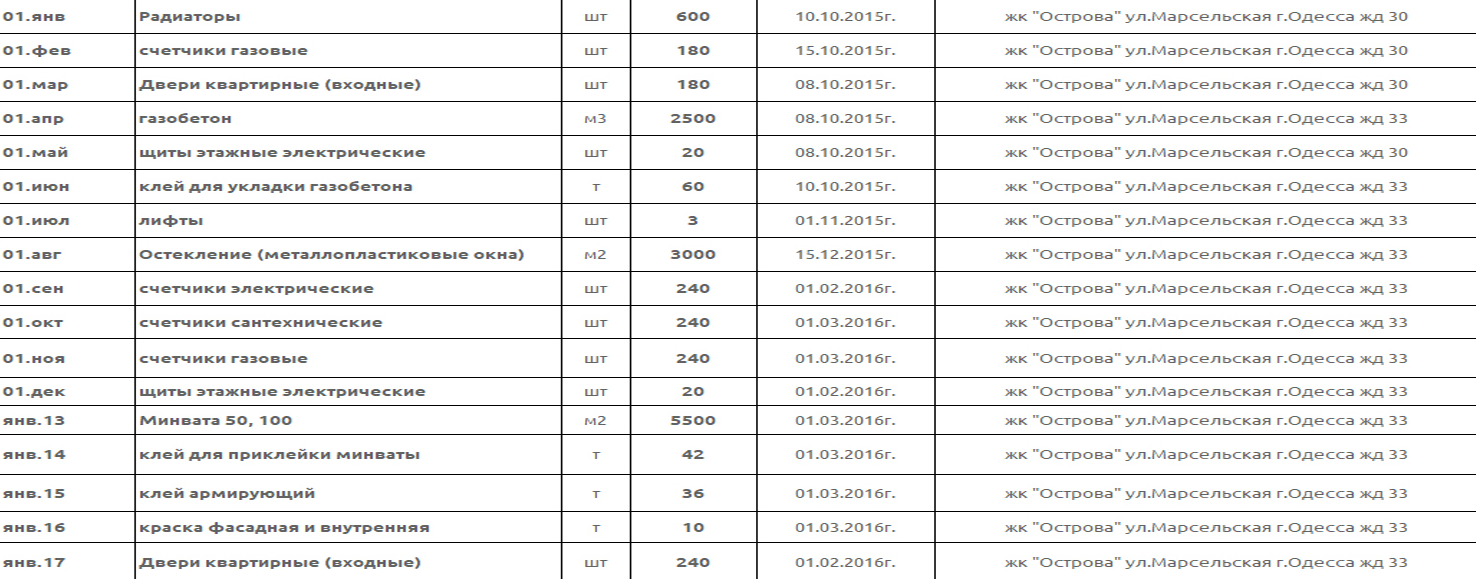 01.янв Радиаторы шт 600 10.10.2015г. жк "Острова" ул.Марсельская г.Одесса жд 30
01.фев счетчики газовые шт 180 15.10.2015г. жк "Острова" ул.Марсельская г.Одесса жд 30
01.мар Двери квартирные (входные) шт 180 08.10.2015г. жк "Острова" ул.Марсельская г.Одесса жд 30
01.апр газобетон м3 2500 08.10.2015г. жк "Острова" ул.Марсельская г.Одесса жд 33
01.май щиты этажные электрические шт 20 08.10.2015г. жк "Острова" ул.Марсельская г.Одесса жд 30
01.июн клей для укладки газобетона т 60 10.10.2015г. жк "Острова" ул.Марсельская г.Одесса жд 33
01.июл лифты шт 3 01.11.2015г. жк "Острова" ул.Марсельская г.Одесса жд 33
01.авг Остекление (металлопластиковые окна) м2 3000 15.12.2015г. жк "Острова" ул.Марсельская г.Одесса жд 33
01.сен счетчики электрические шт 240 01.02.2016г. жк "Острова" ул.Марсельская г.Одесса жд 33
01.окт счетчики сантехнические шт 240 01.03.2016г. жк "Острова" ул.Марсельская г.Одесса жд 33
01.ноя счетчики газовые шт 240 01.03.2016г. жк "Острова" ул.Марсельская г.Одесса жд 33
01.дек щиты этажные электрические шт 20 01.02.2016г. жк "Острова" ул.Марсельская г.Одесса жд 33
янв.13 Минвата 50, 100 м2 5500 01.03.2016г. жк "Острова" ул.Марсельская г.Одесса жд 33
янв.14 клей для приклейки минваты т 42 01.03.2016г. жк "Острова" ул.Марсельская г.Одесса жд 33
янв.15 клей армирующий т 36 01.03.2016г. жк "Острова" ул.Марсельская г.Одесса жд 33
янв.16 краска фасадная и внутренняя т 10 01.03.2016г. жк "Острова" ул.Марсельская г.Одесса жд 33
янв.17 Двери квартирные (входные) шт 240 01.02.2016г. жк "Острова" ул.Марсельская г.Одесса жд 33